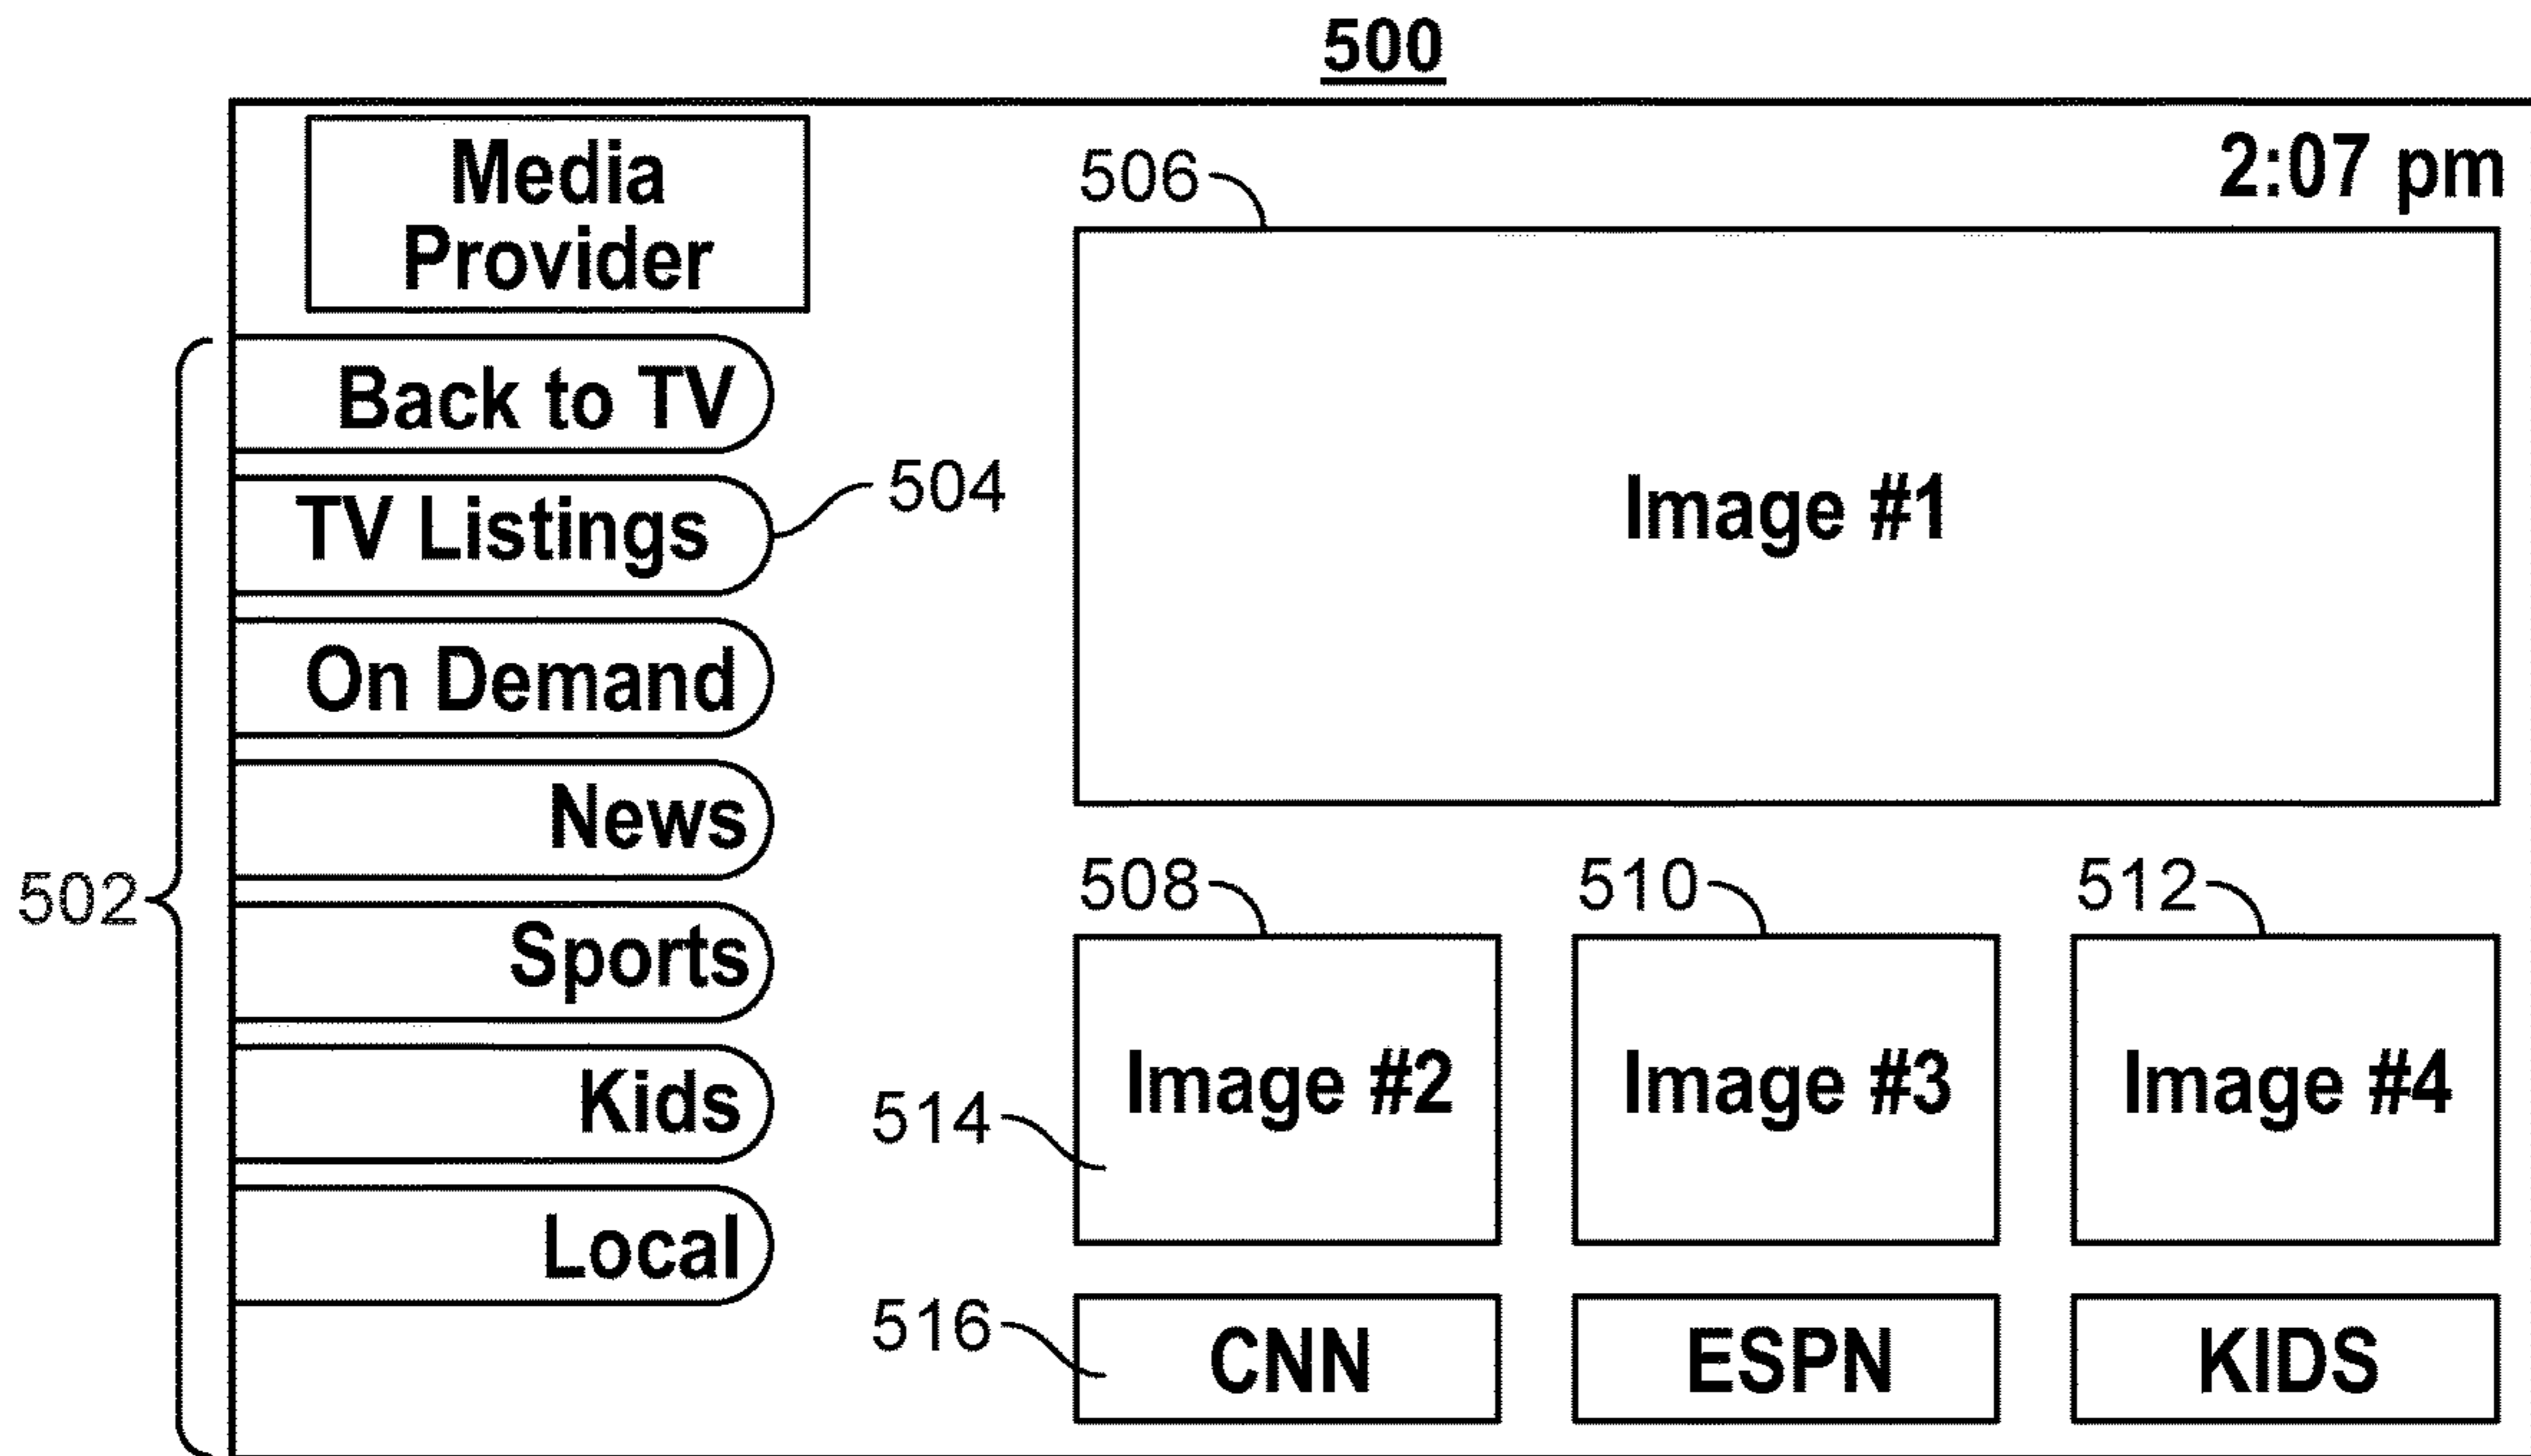 500
Media
Provider
2:07 pm
506
Back to TV
TV Listings
504
Image #1
On Demand
News
502
508
510
512
Sports
Image #2
Image #3
Image #4
Kids
514
Local
516
CNN
ESPN
KIDS